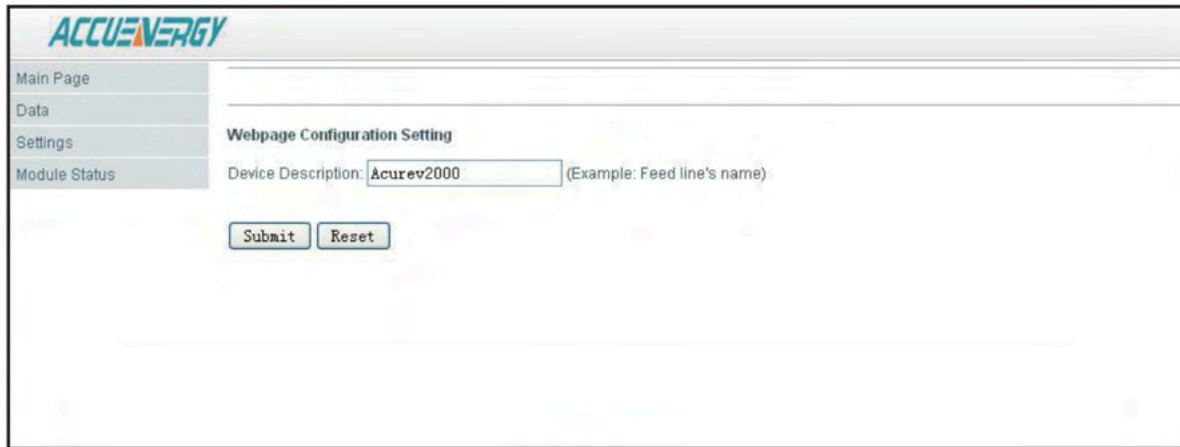 ACCUENERGY
Main Page
Data
Settings
Module Status
Webpage Configuration Setting
Device Description: Acurev2000 (Example: Feed line's name)
Submit Reset